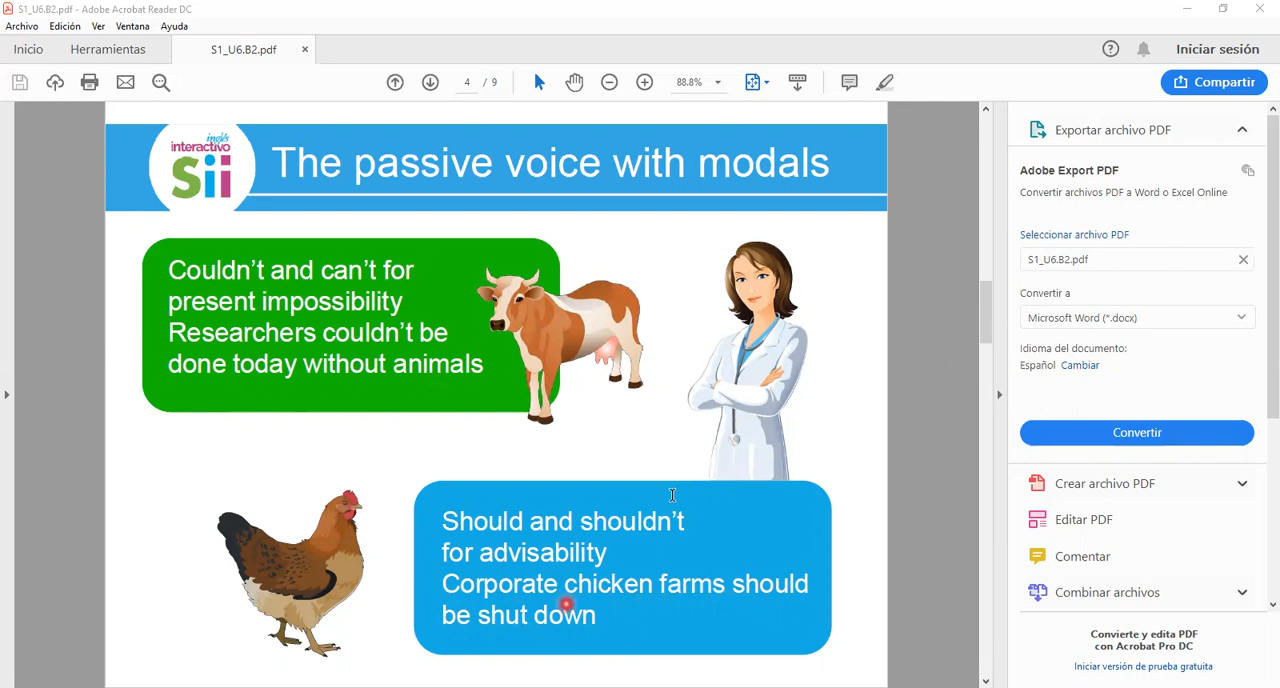 S1_U6.B2.pdf - Adobe Acrobat Reader DC
Archivo Edición Ver Ventana Ayuda
Inicio Herramientas S1_U6.B2.pdf × Iniciar sesión
4 / 9 88.8% Compartir
inglés
interactivo
Sii
The passive voice with modals
Couldn't and can't for
present impossibility
Researchers couldn't be
done today without animals
Should and shouldn't
for advisability
Corporate chicken farms should
be shut down
Exportar archivo PDF
Adobe Export PDF
Convertir archivos PDF a Word o Excel Online
Seleccionar archivo PDF
S1_U6.B2.pdf
Convertir a
Microsoft Word (*.docx)
Idioma del documento:
Español Cambiar
Convertir
Crear archivo PDF
Editar PDF
Comentar
Combinar archivos
Convierte y edita PDF
con Acrobat Pro DC
Iniciar versión de prueba gratuita